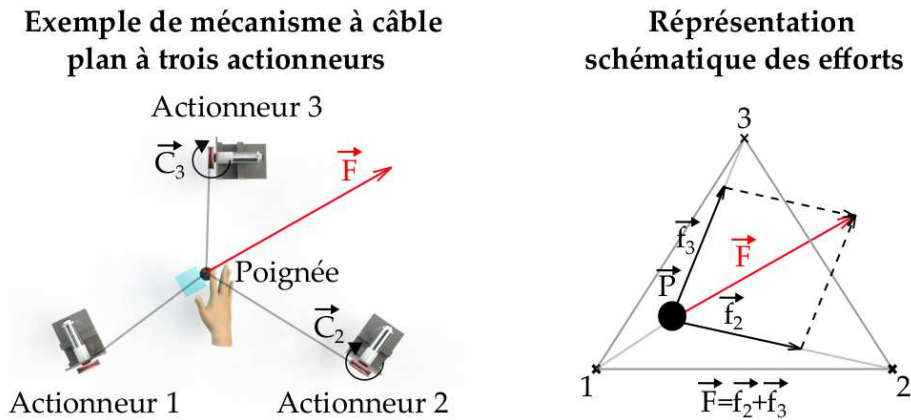 Exemple de mécanisme à câble
plan à trois actionneurs
Actionneur 3
C₃
F
Poignée
C₂
Actionneur 1
Actionneur 2
Réprésentation
schématique des efforts
3
f₃
F
P
f₂
1
2
F=f₂+f₃